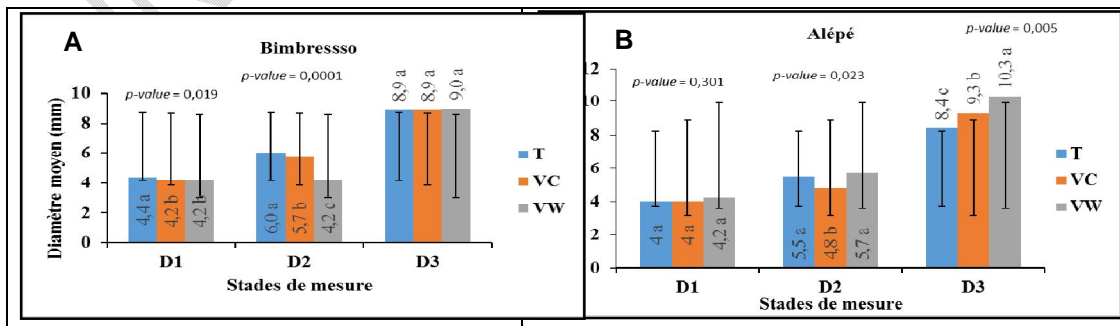 A
Bimbressso
p-value = 0,0001
p-value = 0,019
10
8
6
4
2
0
Diamètre moyen (mm)
4,4 a
4,2 b
4,2 b
6,0 a
5,7 b
4,2 c
8,9 a
8,9 a
9,0 a
T
VC
VW
D1
D2
D3
Stades de mesure
B
Alépé
p-value = 0,005
p-value = 0,301
p-value = 0,023
12
10
8
6
4
2
0
4 a
4 a
4,2 a
5,5 a
4,8 b
5,7 a
8,4 c
9,3 b
10,3 a
T
VC
VW
D1
D2
D3
Stades de mesure